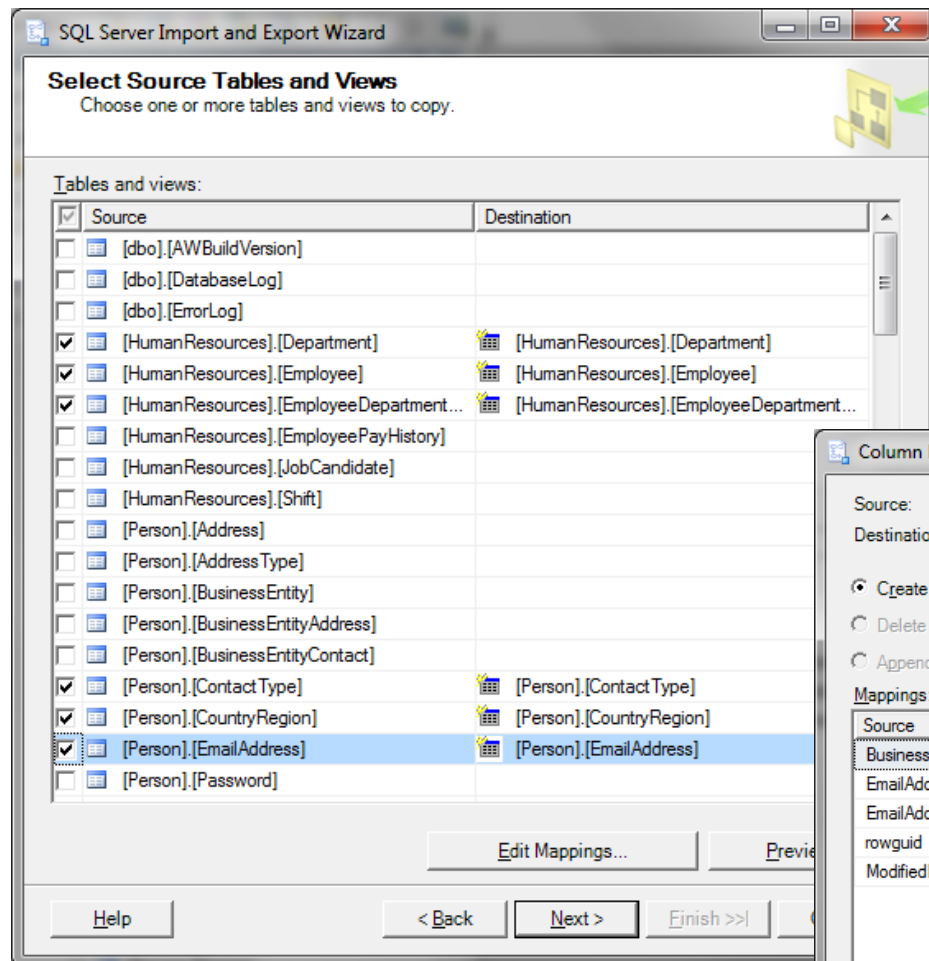 SQL Server Import and Export Wizard
Select Source Tables and Views
Choose one or more tables and views to copy.
Tables and views:
Source Destination
[dbo].[AWBuildVersion]
[dbo].[DatabaseLog]
[dbo].[ErrorLog]
[HumanResources].[Department] [HumanResources].[Department]
[HumanResources].[Employee] [HumanResources].[Employee]
[HumanResources].[EmployeeDepartment... [HumanResources].[EmployeeDepartment...
[HumanResources].[EmployeePayHistory]
[HumanResources].[JobCandidate]
[HumanResources].[Shift]
[Person].[Address]
[Person].[AddressType]
[Person].[BusinessEntity]
[Person].[BusinessEntityAddress]
[Person].[BusinessEntityContact]
[Person].[ContactType] [Person].[ContactType]
[Person].[CountryRegion] [Person].[CountryRegion]
[Person].[EmailAddress] [Person].[EmailAddress]
[Person].[Password]
Edit Mappings... Previe
Help < Back Next > Finish >>|
Column
Source:
Destinatio
Create
Delete
Append
Mappings
Source
Business
EmailAdd
EmailAdd
rowguid
Modified